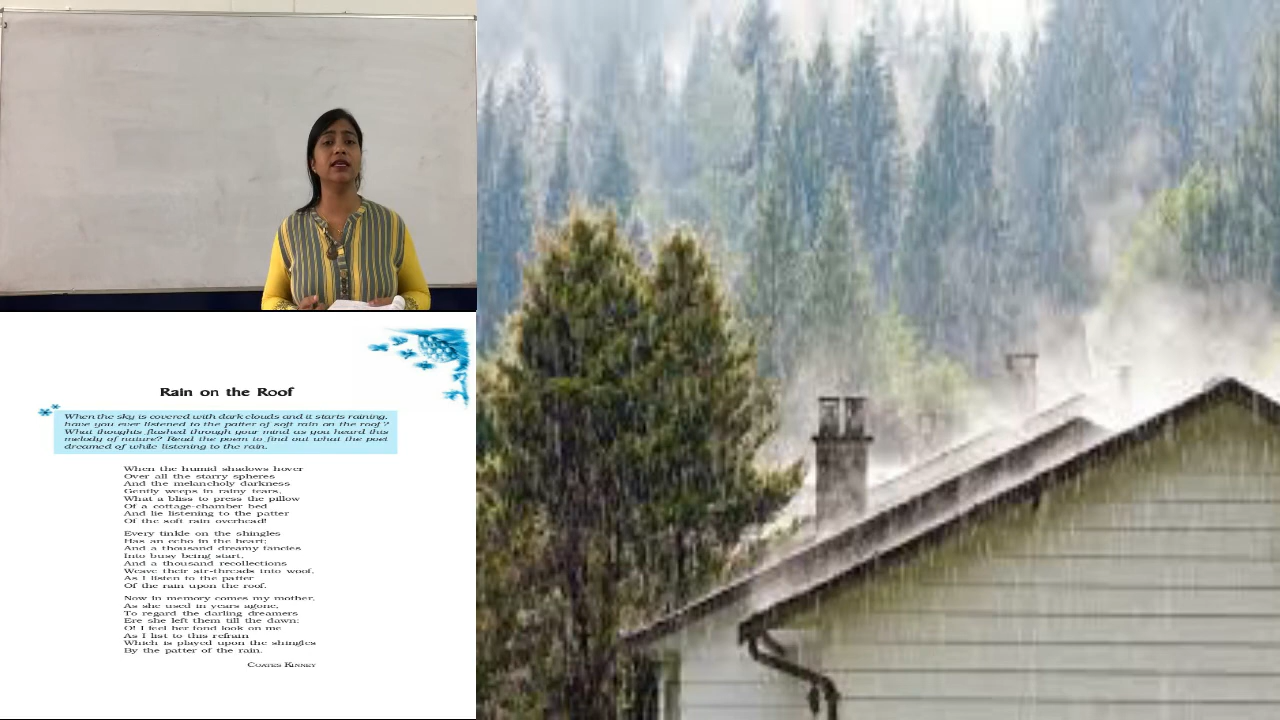 Rain on the Roof
When the sky is covered with dark clouds and it starts raining,
have you ever listened to the patter of soft rain on the roof?
What thoughts flashed through your mind as you heard this
melody of nature? Read the poem to find out what the poet
dreamed of while listening to the rain.
When the humid shadows hover
Over all the starry spheres
And the melancholy darkness
Gently weeps in rainy tears,
What a bliss to press the pillow
Of a cottage-chamber bed
And lie listening to the patter
Of the soft rain overhead!
Every tinkle on the shingles
Has an echo in the heart;
And a thousand dreamy fancies
Into busy being start,
And a thousand recollections
Weave their air-threads into woof,
As I listen to the patter
Of the rain upon the roof.
Now in memory comes my mother,
As she used in years agone,
To regard the darling dreamers
Ere she left them till the dawn:
O! I feel her fond look on me
As I list to this refrain
Which is played upon the shingles
By the patter of the rain.
COATES KINNEY